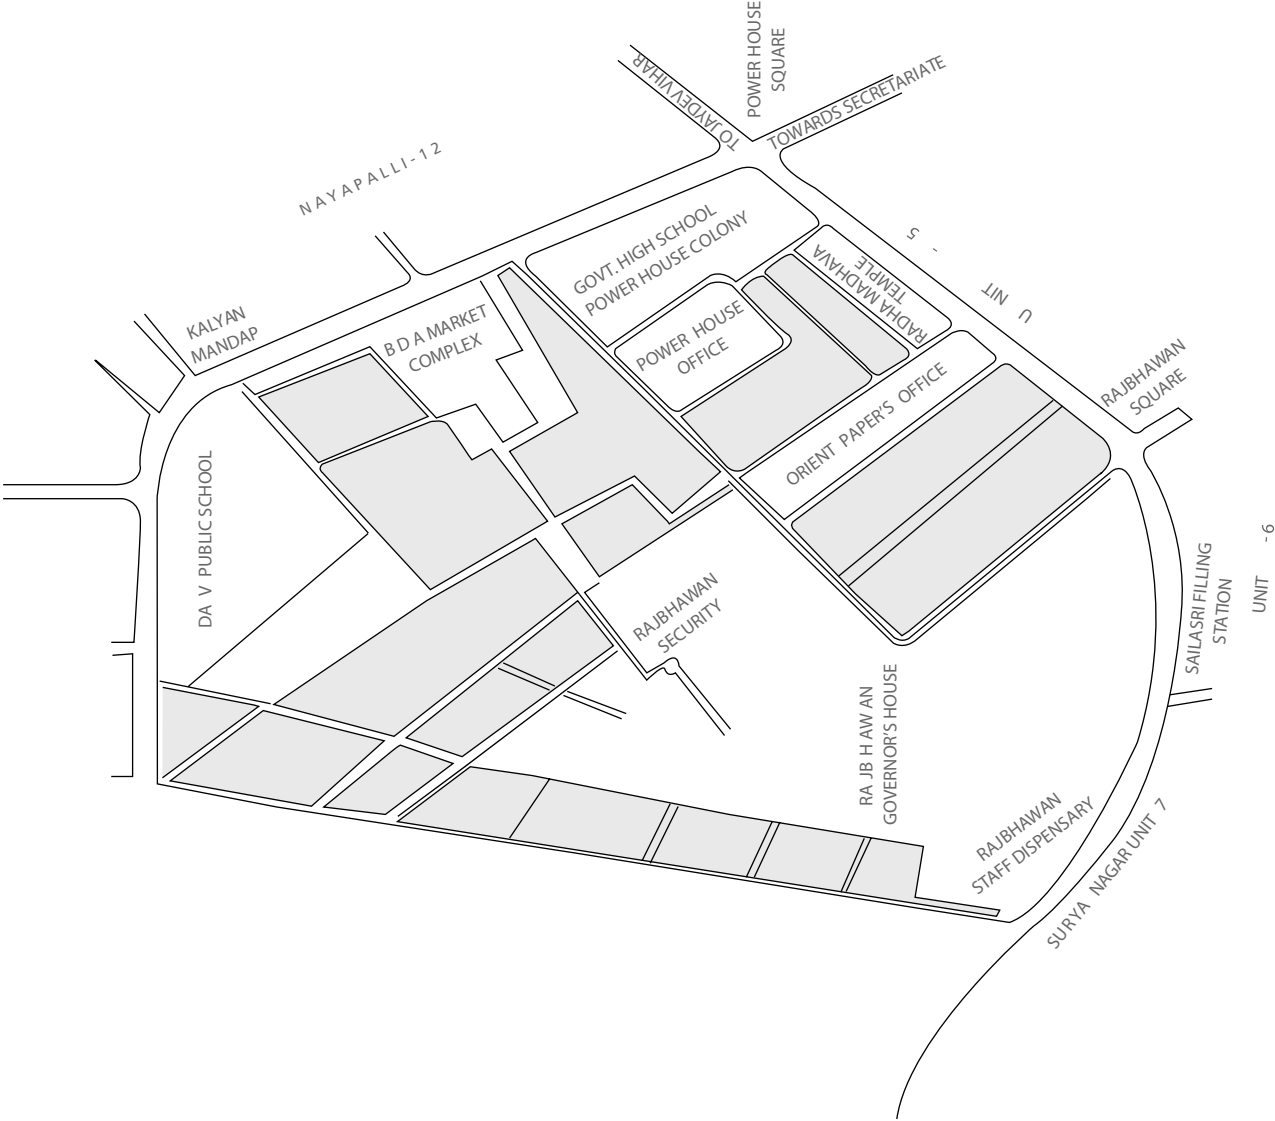 POWER HOUSE
SQUARE
TO JAYDEV VIHAR
TOWARDS SECRETARIATE
NAYAPALLI-12
UNIT - 5
GOVT. HIGH SCHOOL
POWER HOUSE COLONY
RADHA MADHAVA
TEMPLE
KALYAN
MANDAP
B D A MARKET
COMPLEX
POWER HOUSE
OFFICE
ORIENT PAPER'S OFFICE
RAJBHAWAN
SQUARE
DA V PUBLIC SCHOOL
RAJBHAWAN
SECURITY
SAILASRI FILLING
STATION
UNIT -6
RA JB H AW AN
GOVERNOR'S HOUSE
RAJBHAWAN
STAFF DISPENSARY
SURYA NAGAR UNIT 7